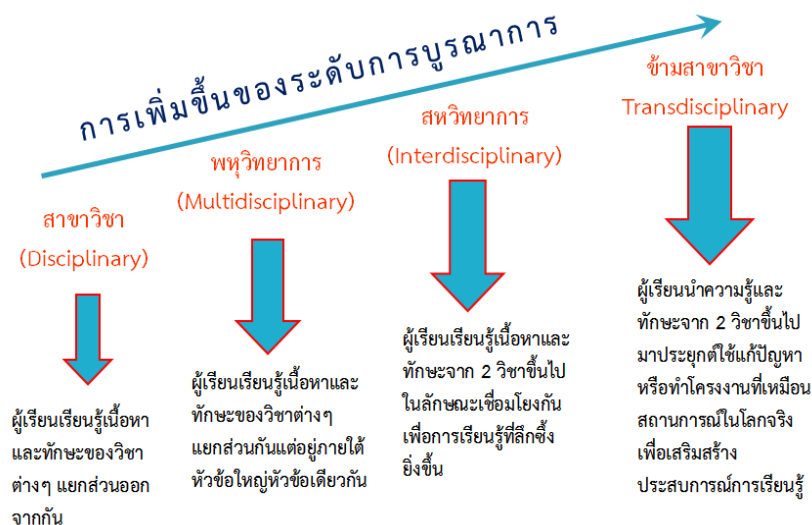 การเพิ่มขึ้นของระดับการบูรณาการ
สาขาวิชา
(Disciplinary)
ผู้เรียนเรียนรู้เนื้อหา
และทักษะของวิชา
ต่างๆ แยกส่วนออก
จากกัน
พหุวิทยาการ
(Multidisciplinary)
ผู้เรียนเรียนรู้เนื้อหาและ
ทักษะของวิชาต่างๆ
แยกส่วนกันแต่อยู่ภายใต้
หัวข้อใหญ่หัวข้อเดียวกัน
สหวิทยาการ
(Interdisciplinary)
ผู้เรียนเรียนรู้เนื้อหาและ
ทักษะจาก 2 วิชาขึ้นไป
ในลักษณะเชื่อมโยงกัน
เพื่อการเรียนรู้ที่ลึกซึ้ง
ยิ่งขึ้น
ข้ามสาขาวิชา
Transdisciplinary
ผู้เรียนนำความรู้และ
ทักษะจาก 2 วิชาขึ้นไป
มาประยุกต์ใช้แก้ปัญหา
หรือทำโครงงานที่เหมือน
สถานการณ์ในโลกจริง
เพื่อเสริมสร้าง
ประสบการณ์การเรียนรู้